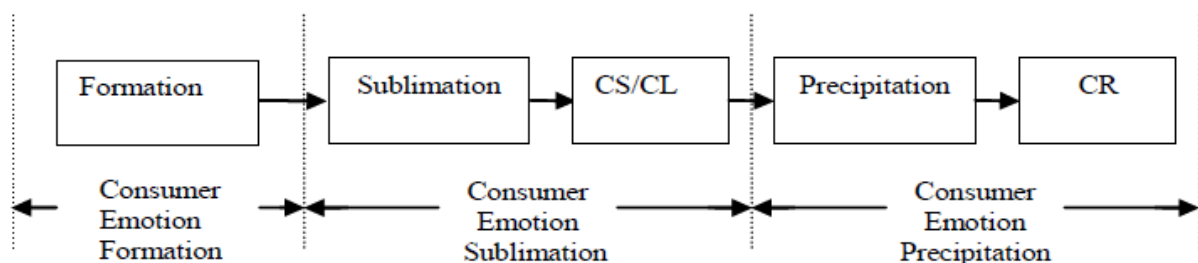 Formation
Sublimation
CS/CL
Precipitation
CR
Consumer
Emotion
Formation
Consumer
Emotion
Sublimation
Consumer
Emotion
Precipitation